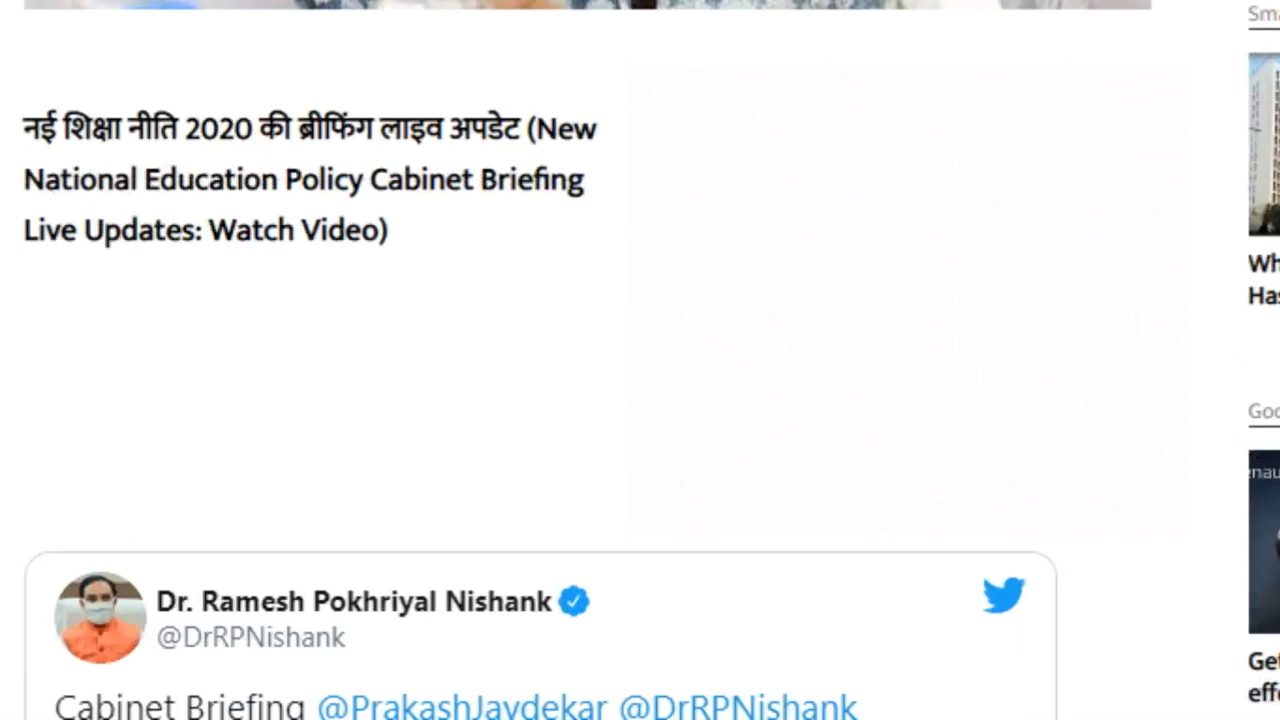 नई शिक्षा नीति 2020 की ब्रीफिंग लाइव अपडेट (New
National Education Policy Cabinet Briefing
Live Updates: Watch Video)
Dr. Ramesh Pokhriyal Nishank
@DrRPNishank
Cabinet Briefing @PrakashJavdekar @DrRPNishank